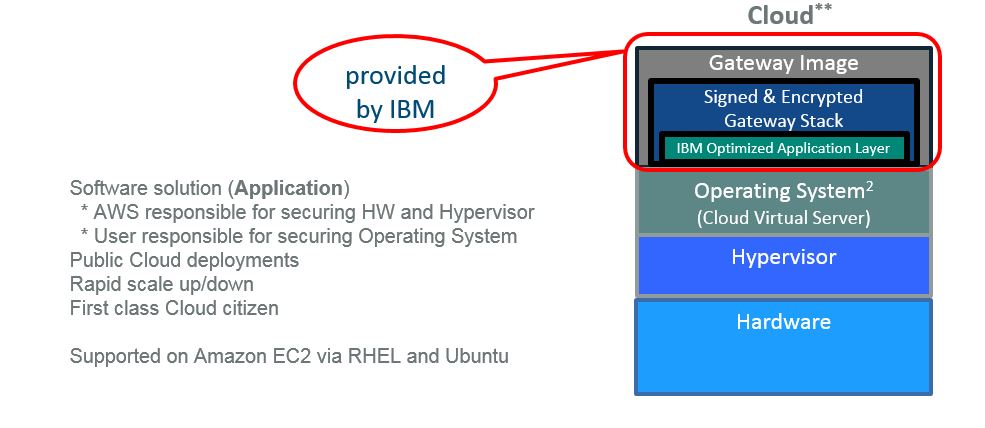 Cloud**
provided
by IBM
Gateway Image
Signed & Encrypted
Gateway Stack
IBM Optimized Application Layer
Software solution (Application)
* AWS responsible for securing HW and Hypervisor
* User responsible for securing Operating System
Public Cloud deployments
Rapid scale up/down
First class Cloud citizen
Supported on Amazon EC2 via RHEL and Ubuntu
Operating System2
(Cloud Virtual Server)
Hypervisor
Hardware